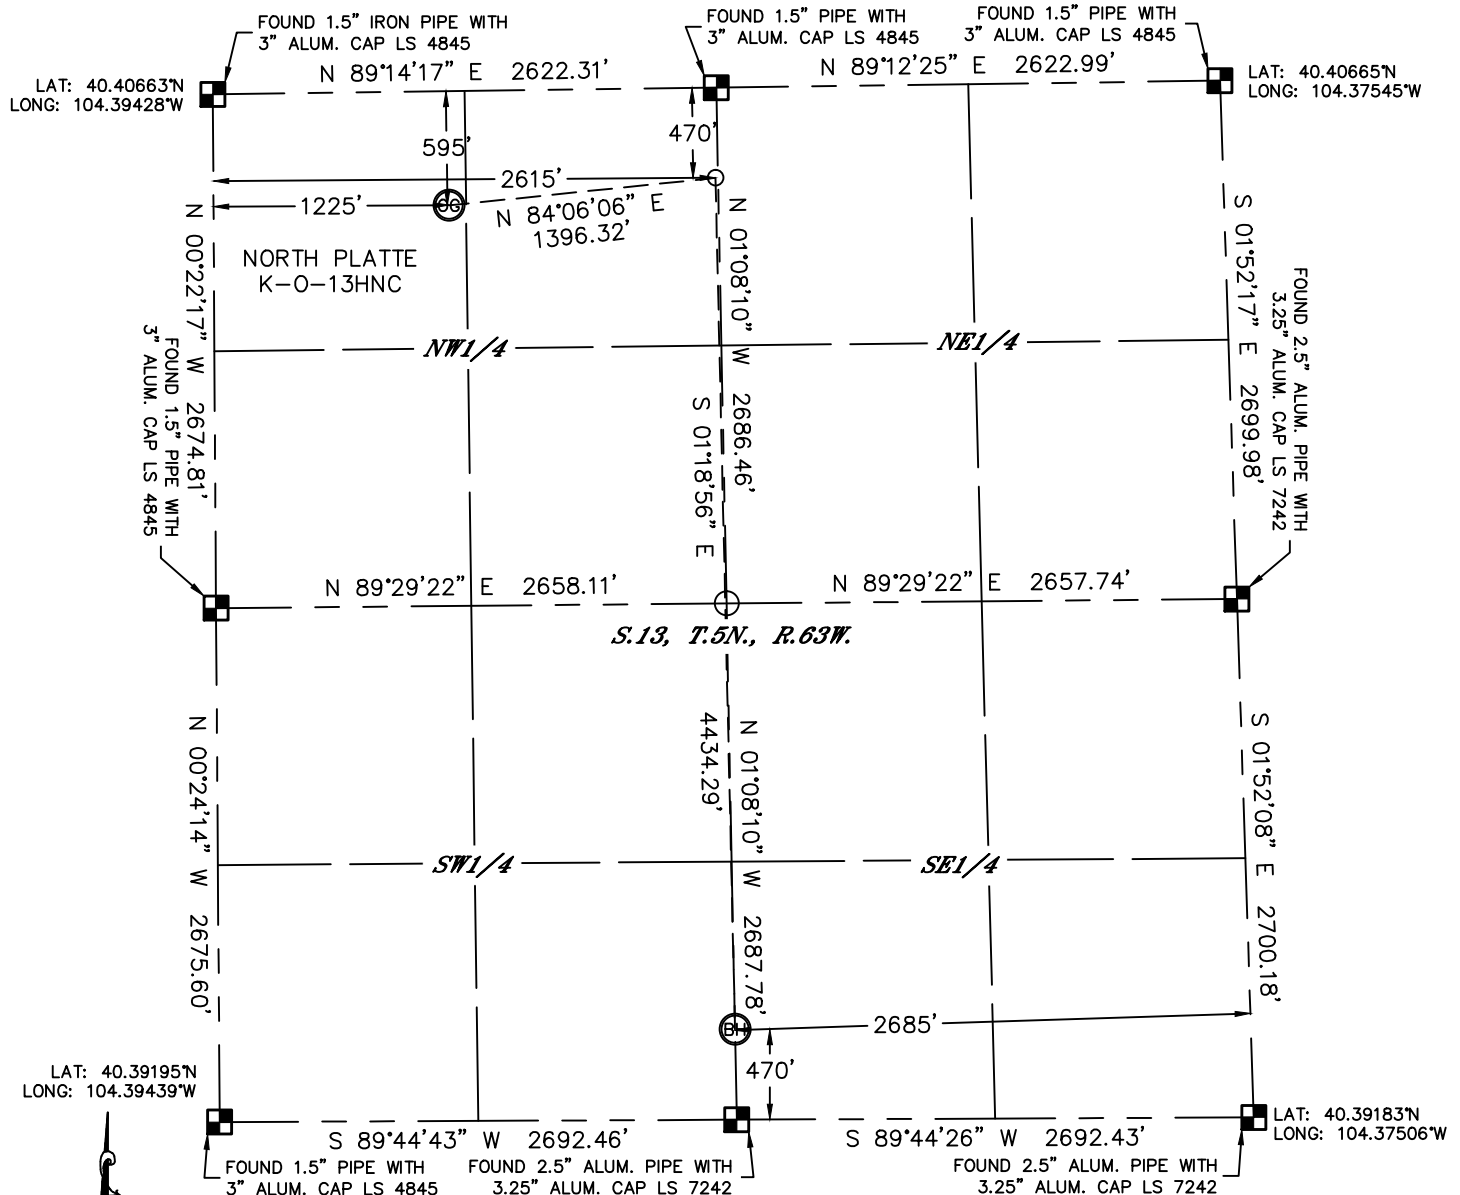 FOUND 1.5" IRON PIPE WITH
3" ALUM. CAP LS 4845
FOUND 1.5" PIPE WITH
3" ALUM. CAP LS 4845
FOUND 1.5" PIPE WITH
3" ALUM. CAP LS 4845
LAT: 40.40663°N
LONG: 104.39428°W
N 89°14'17" E 2622.31'
N 89°12'25" E 2622.99'
LAT: 40.40665°N
LONG: 104.37545°W
595'
470'
2615'
1225'
OG
N 84°06'06" E
1396.32'
NORTH PLATTE
K-O-13HNC
N 00°22'17" W 2674.81'
N 01°08'10" W 2686.46'
S 01°52'17" E 2699.98'
FOUND 2.5" ALUM. PIPE WITH
3.25" ALUM. CAP LS 7242
FOUND 1.5" PIPE WITH
3" ALUM. CAP LS 4845
NW1/4
NE1/4
S 01°18'56" E
4434.29'
N 89°29'22" E 2658.11'
N 89°29'22" E 2657.74'
S.13, T.5N., R.63W.
N 00°24'14" W 2675.60'
N 01°08'10" W 2687.78'
S 01°52'08" E 2700.18'
SW1/4
SE1/4
BH
2685'
470'
LAT: 40.39195°N
LONG: 104.39439°W
S 89°44'43" W 2692.46'
S 89°44'26" W 2692.43'
LAT: 40.39183°N
LONG: 104.37506°W
FOUND 1.5" PIPE WITH
3" ALUM. CAP LS 4845
FOUND 2.5" ALUM. PIPE WITH
3.25" ALUM. CAP LS 7242
FOUND 2.5" ALUM. PIPE WITH
3.25" ALUM. CAP LS 7242